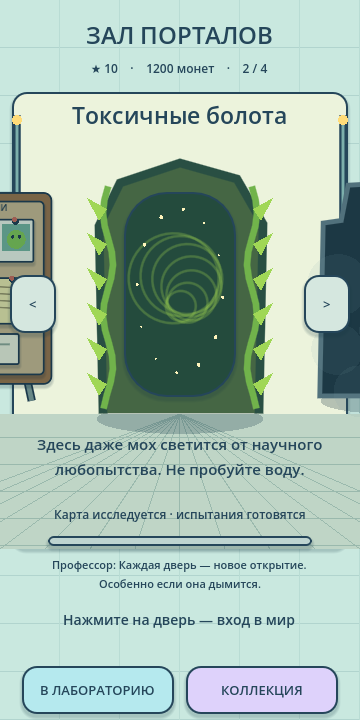 ЗАЛ ПОРТАЛОВ
★ 10 · 1200 монет · 2 / 4
Токсичные болота
И
<
>
Здесь даже мох светится от научного
любопытства. Не пробуйте воду.
Карта исследуется · испытания готовятся
Профессор: Каждая дверь — новое открытие.
Особенно если она дымится.
Нажмите на дверь — вход в мир
В ЛАБОРАТОРИЮ
КОЛЛЕКЦИЯ